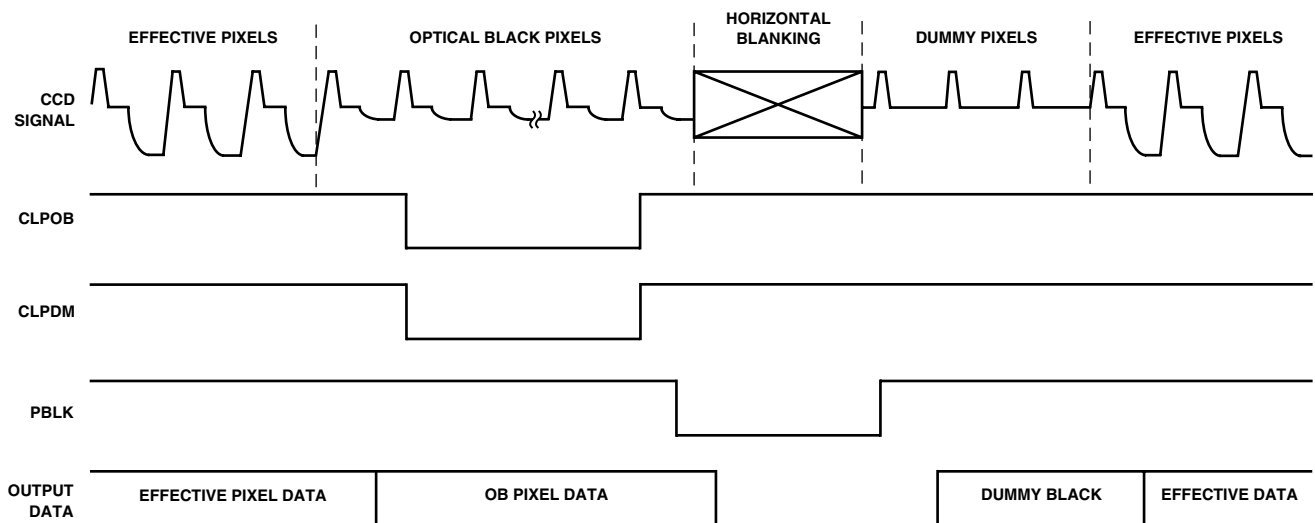 EFFECTIVE PIXELS
OPTICAL BLACK PIXELS
HORIZONTAL
BLANKING
DUMMY PIXELS
EFFECTIVE PIXELS
CCD
SIGNAL
CLPOB
CLPDM
PBLK
OUTPUT
DATA
EFFECTIVE PIXEL DATA
OB PIXEL DATA
DUMMY BLACK
EFFECTIVE DATA